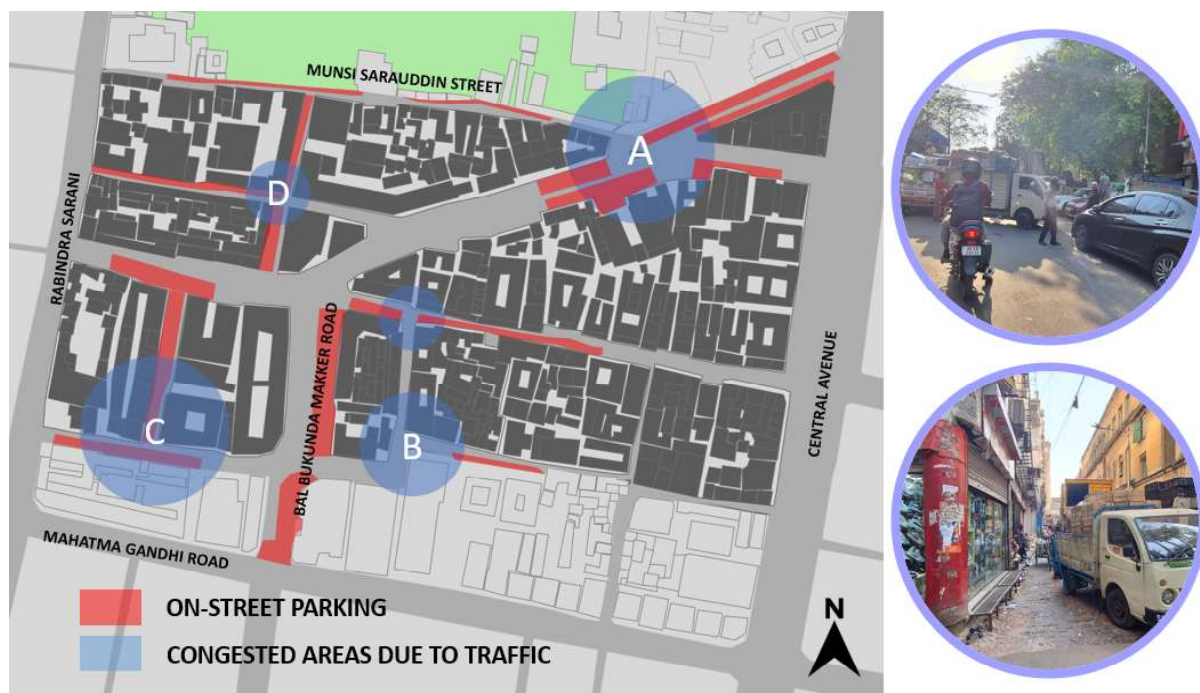 MUNSI SARAUDDIN STREET
A
D
RABINDRA SARANI
BAL BUKUNDA MAKKER ROAD
CENTRAL AVENUE
C
B
MAHATMA GANDHI ROAD
N
ON-STREET PARKING
CONGESTED AREAS DUE TO TRAFFIC